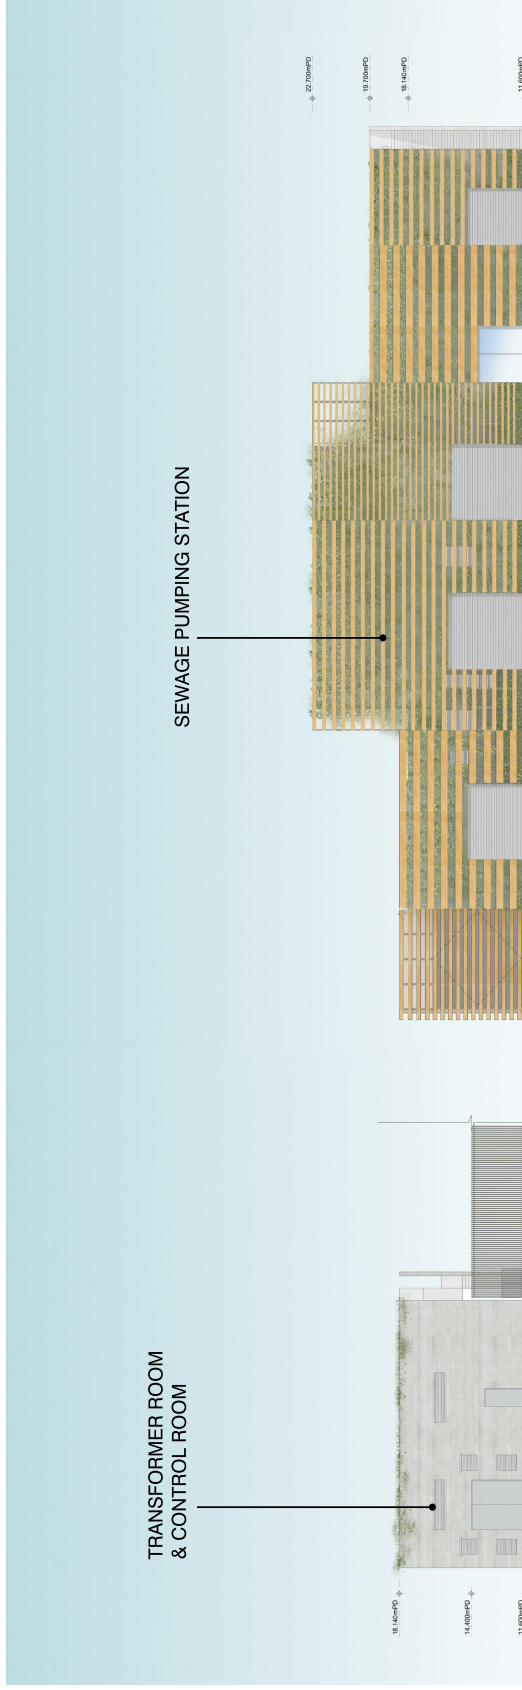 TRANSFORMER ROOM
& CONTROL ROOM
SEWAGE PUMPING STATION
22.700mPD
19.700mPD
18.140mPD
18.140mPD
14.400mPD